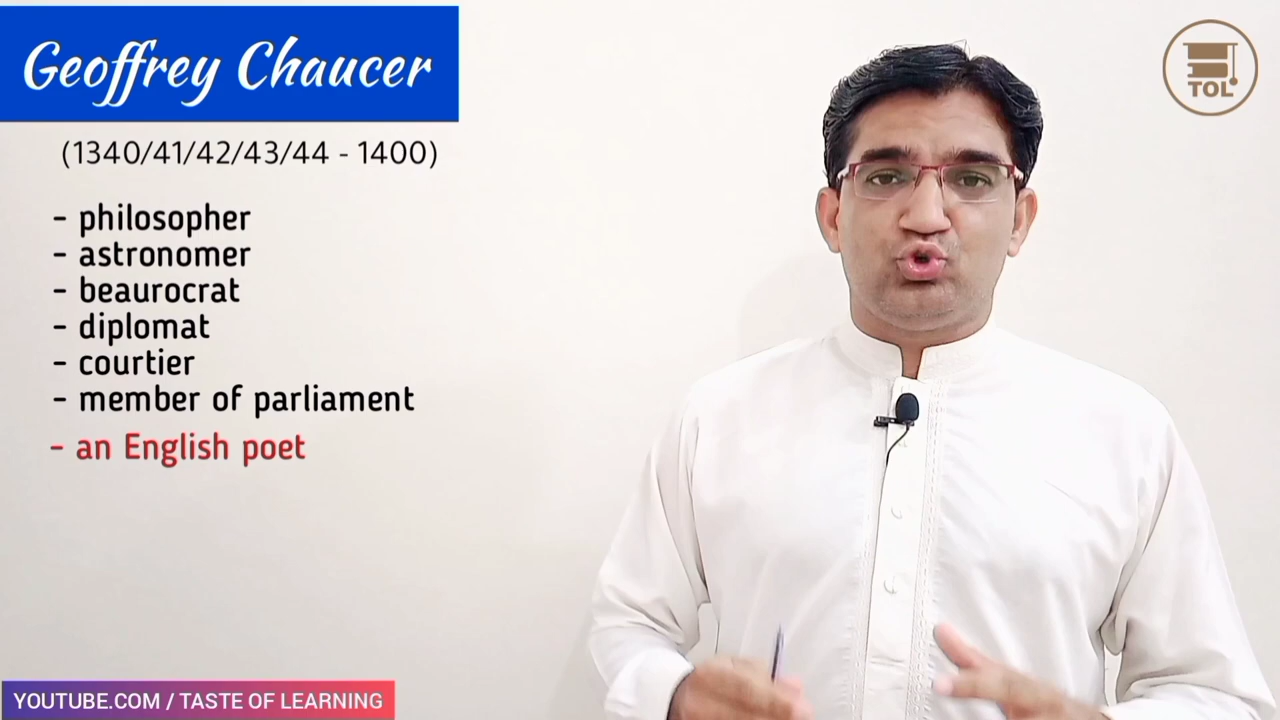 Geoffrey Chaucer
TOL
(1340/41/42/43/44 - 1400)
- philosopher
- astronomer
- beaurocrat
- diplomat
- courtier
- member of parliament
- an English poet
YOUTUBE.COM / TASTE OF LEARNING